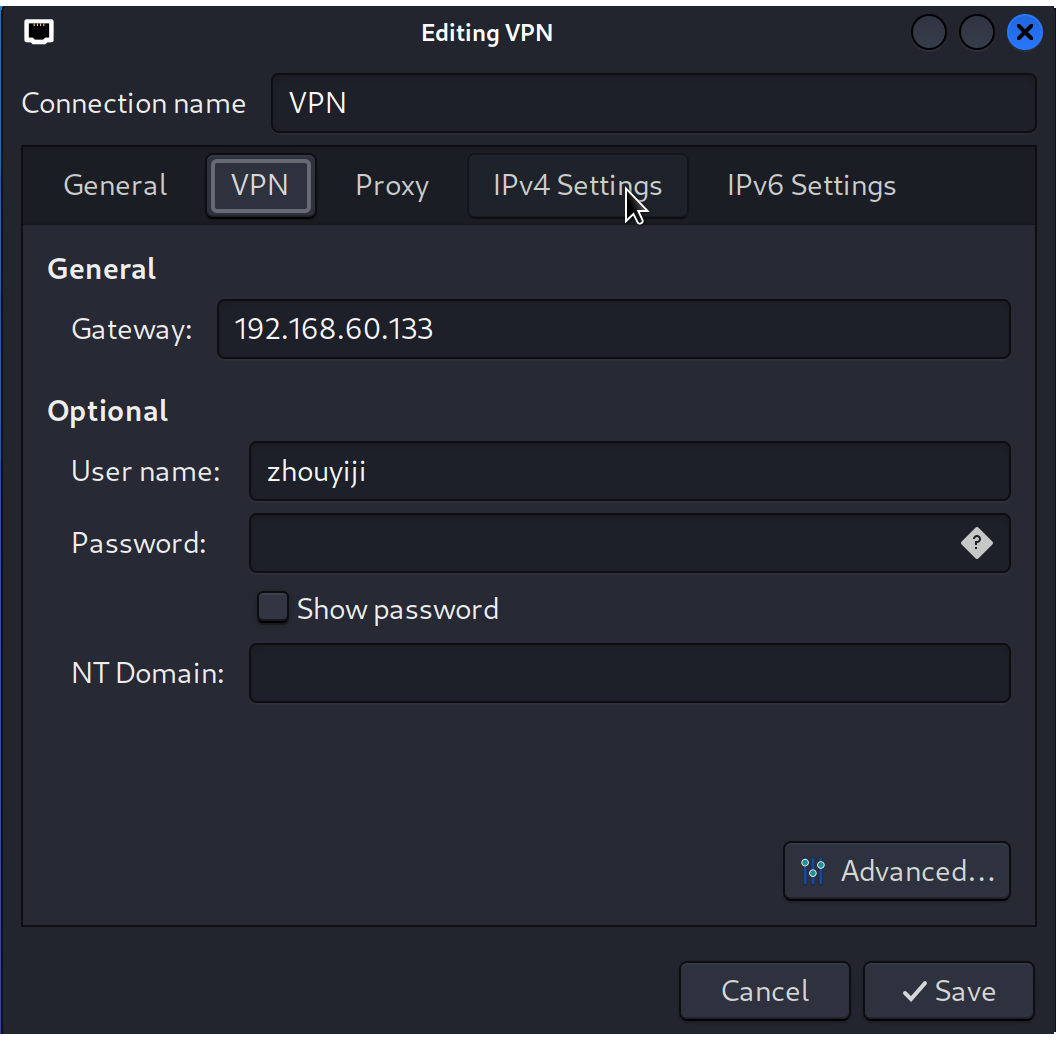 Editing VPN
Connection name VPN
General VPN Proxy IPv4 Settings IPv6 Settings
General
Gateway: 192.168.60.133
Optional
User name: zhouyiji
Password: ?
Show password
NT Domain:
Advanced...
Cancel Save